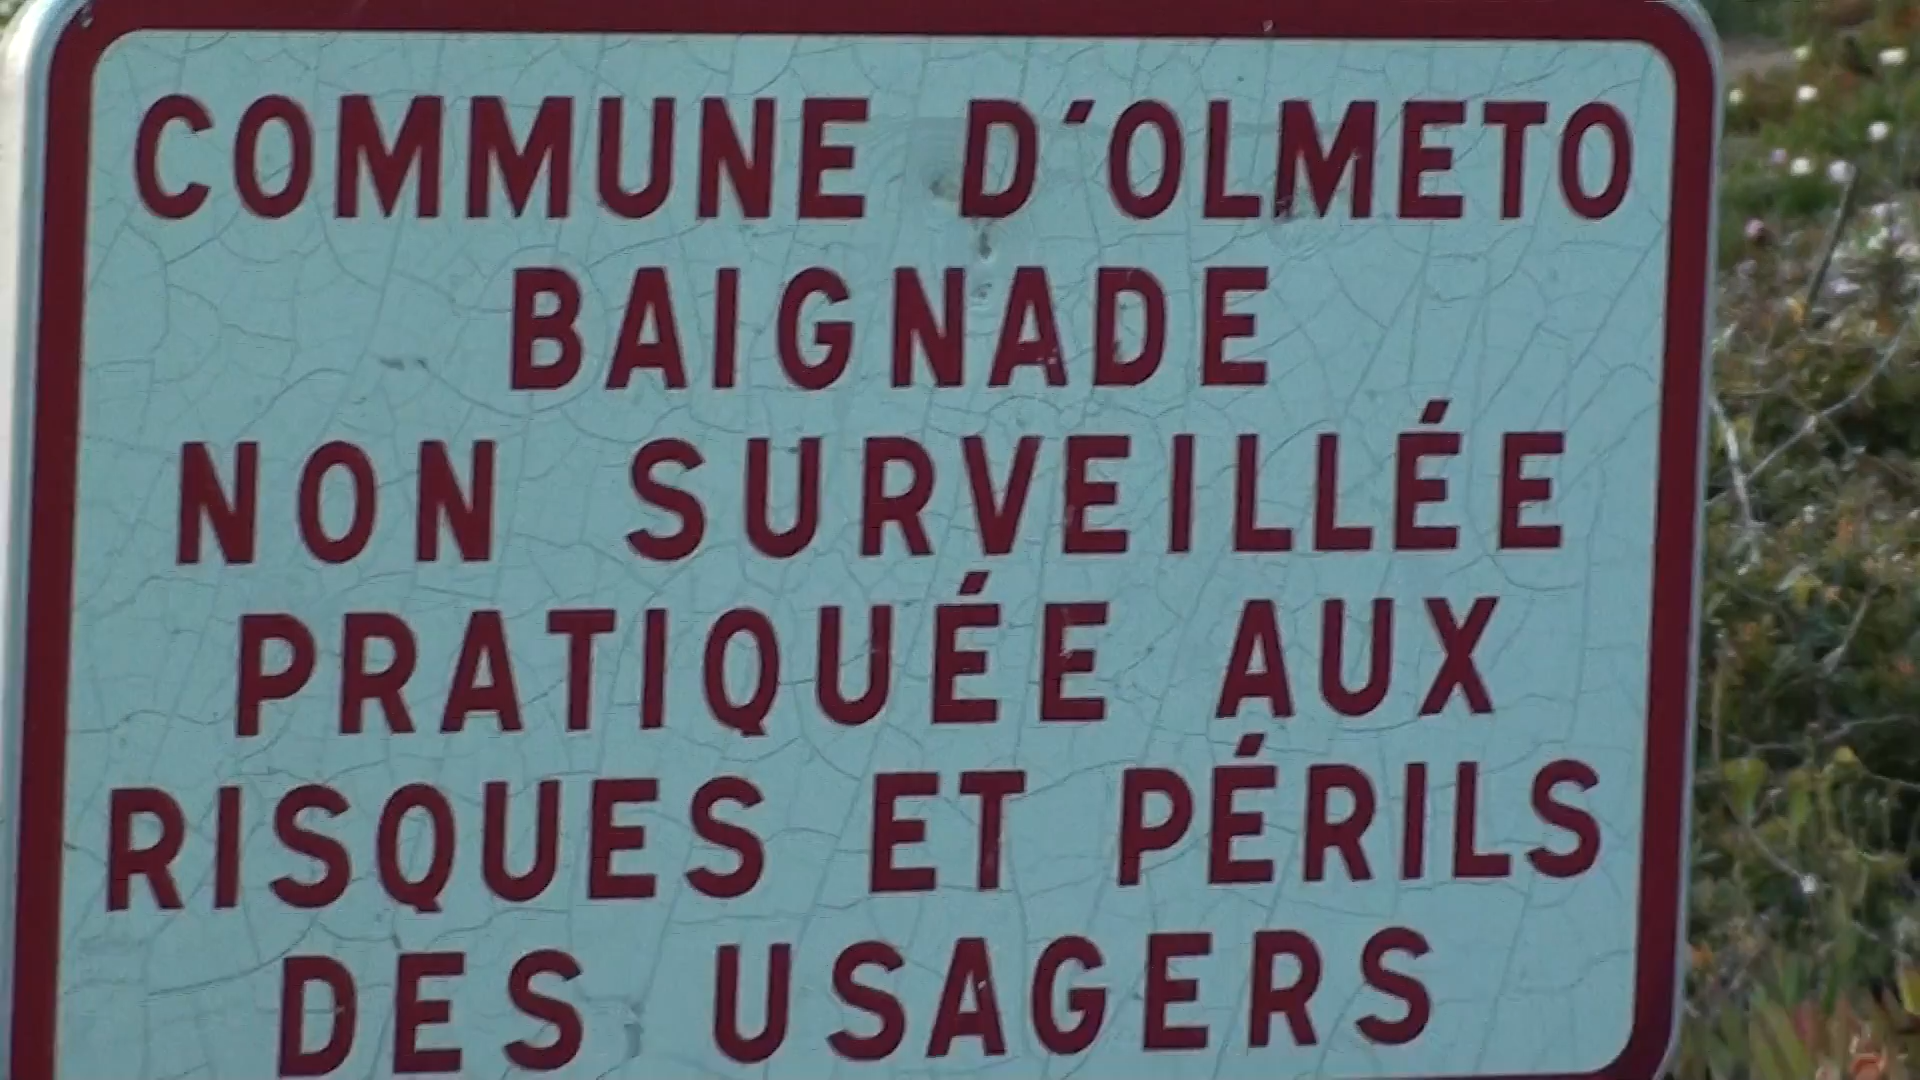 COMMUNE D'OLMETO
BAIGNADE
NON SURVEILLÉE
PRATIQUÉE AUX
RISQUES ET PÉRILS
DES USAGERS